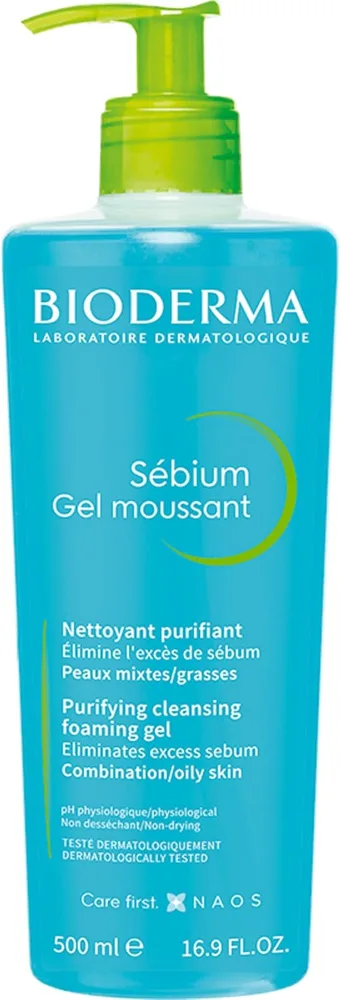 BIODERMA
LABORATOIRE DERMATOLOGIQUE
Sébium
Gel moussant
Nettoyant purifiant
Élimine l'excès de sébum
Peaux mixtes/grasses
Purifying cleansing
foaming gel
Eliminates excess sebum
Combination/oily skin
pH physiologique/physiological
Non desséchant/Non-drying
TESTÉ DERMATOLOGIQUEMENT
DERMATOLOGICALLY TESTED
Care first. NAOS
500 ml ℮ 16.9 FL.OZ.